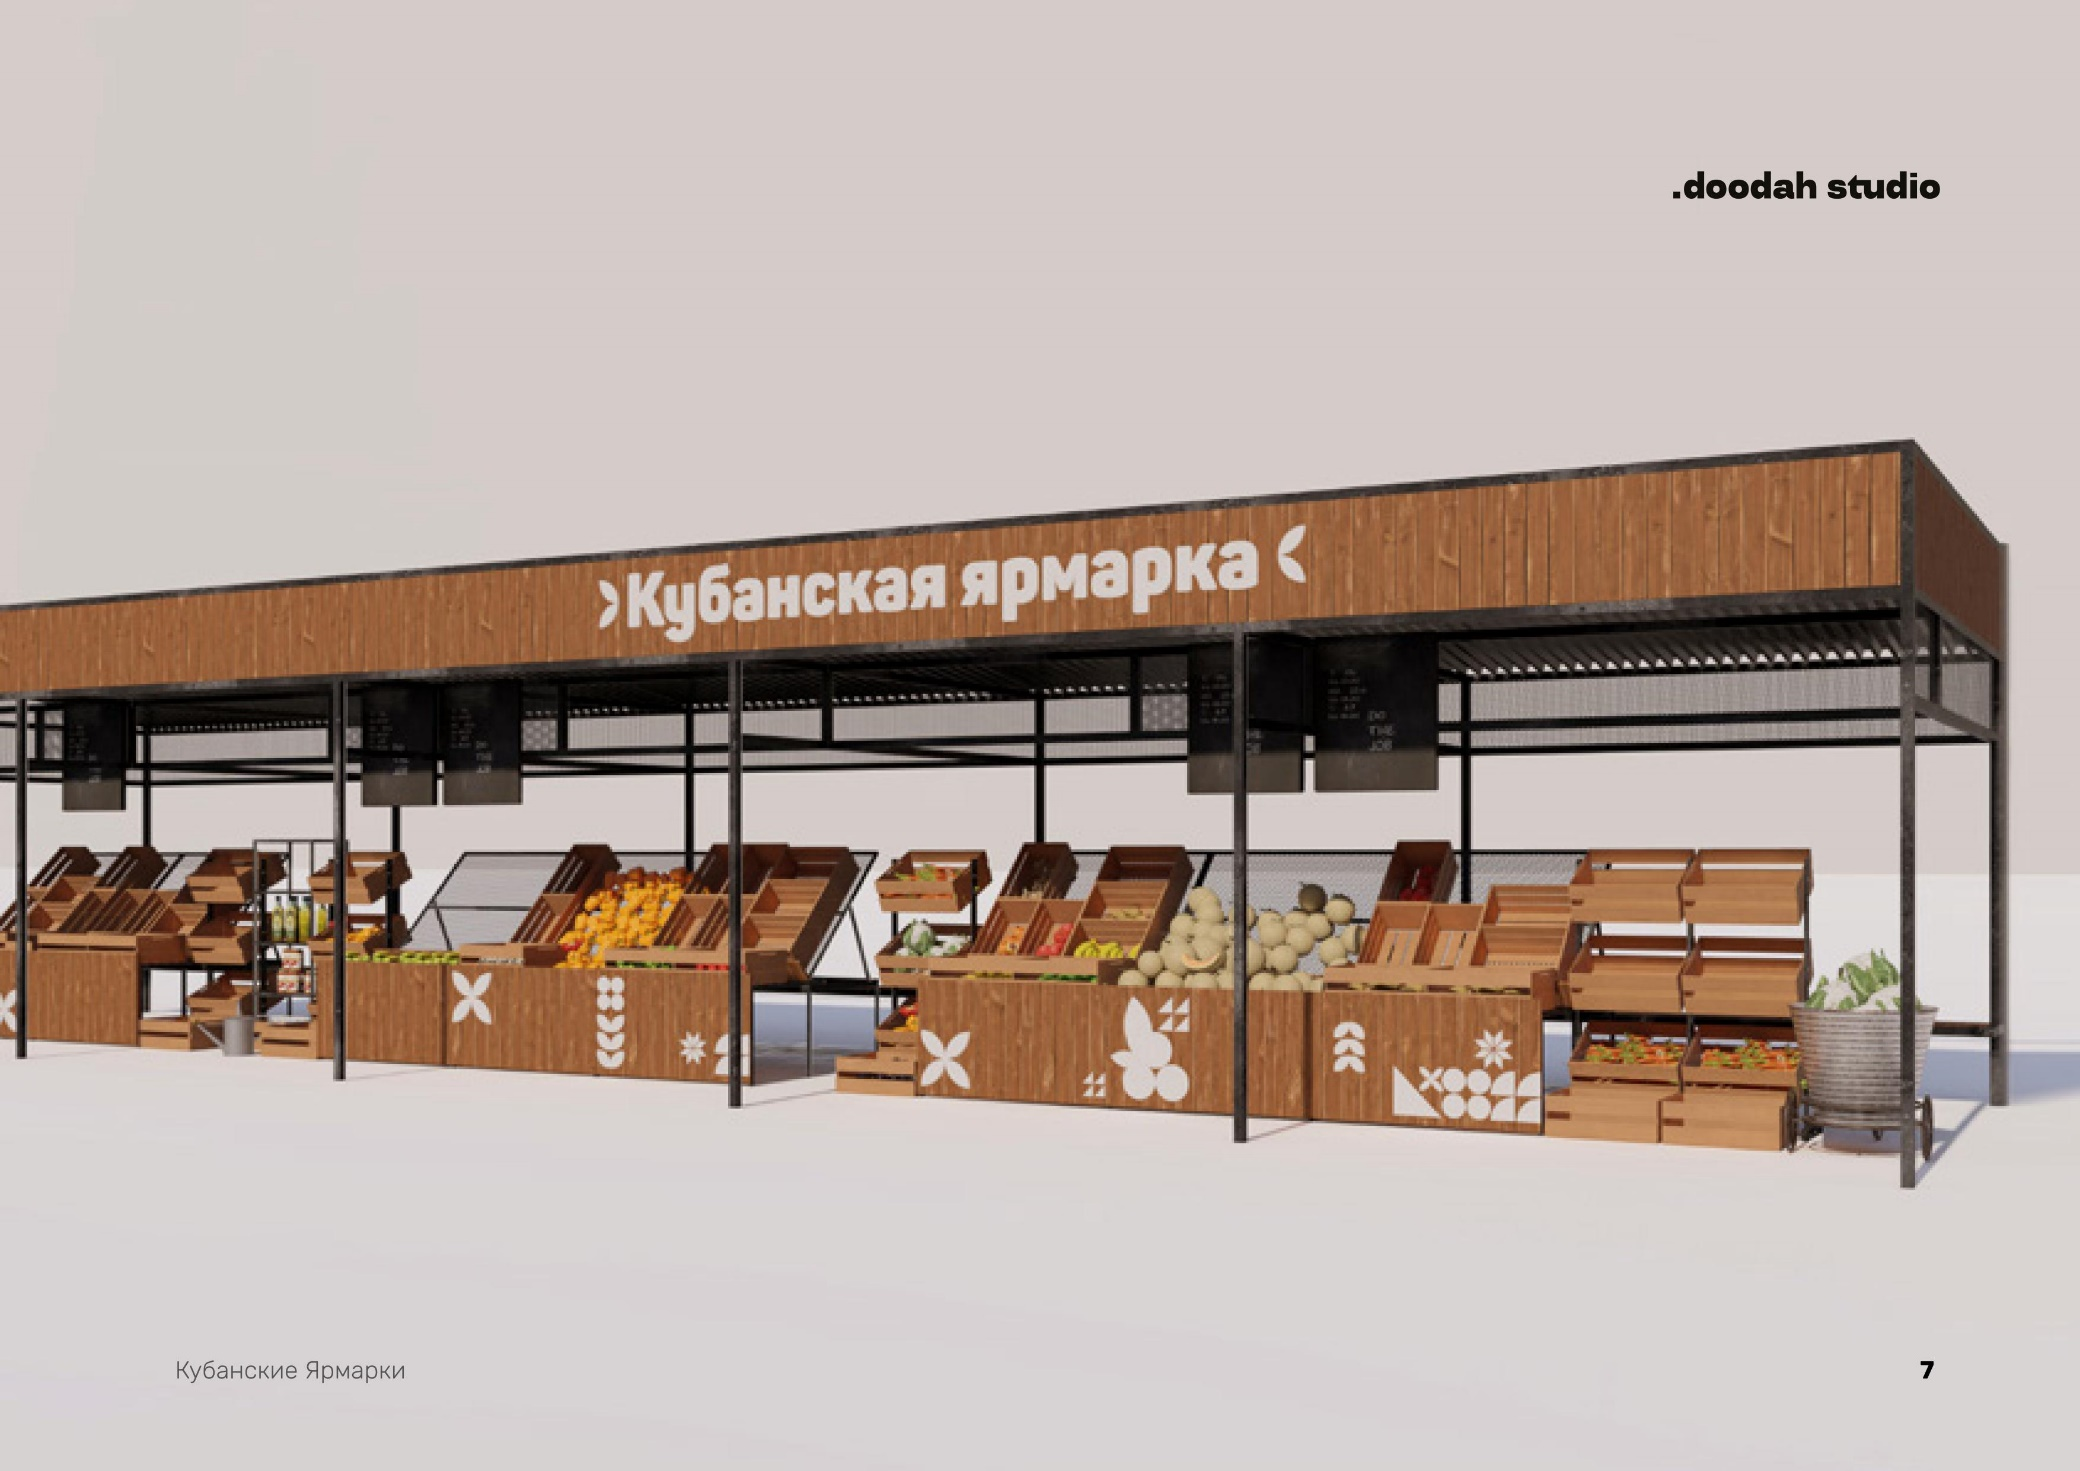 .doodah studio
Кубанская ярмарка
Кубанские Ярмарки
7